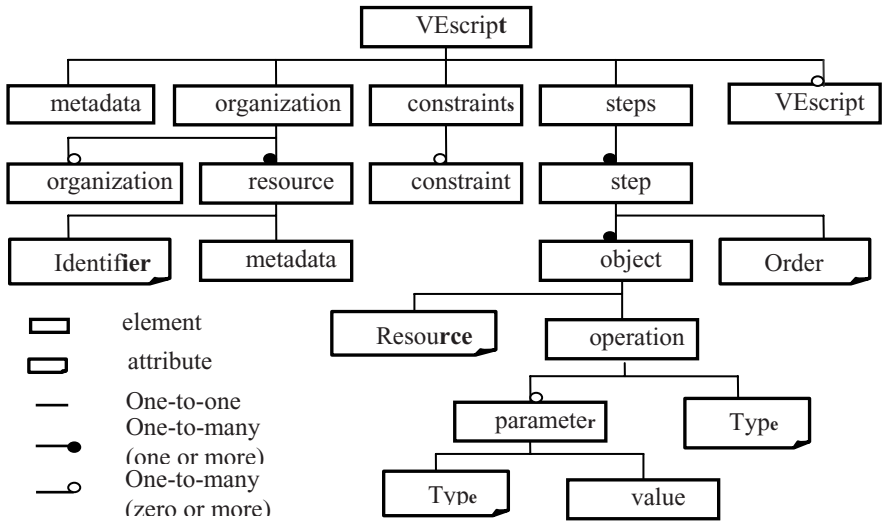 VEscript
metadata
organization
constraints
steps
VEscript
organization
resource
constraint
step
Identifier
metadata
object
Order
element
Resource
operation
attribute
One-to-one
One-to-many
(one or more)
parameter
Type
One-to-many
(zero or more)
Type
value